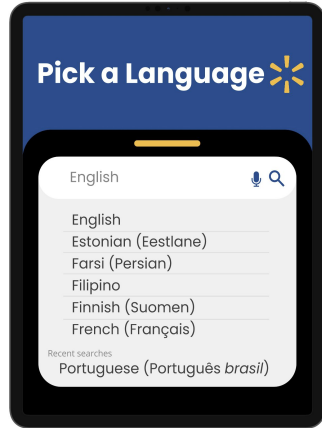 Pick a Language
English
English
Estonian (Eestlane)
Farsi (Persian)
Filipino
Finnish (Suomen)
French (Français)
Recent searches
Portuguese (Português brasil)